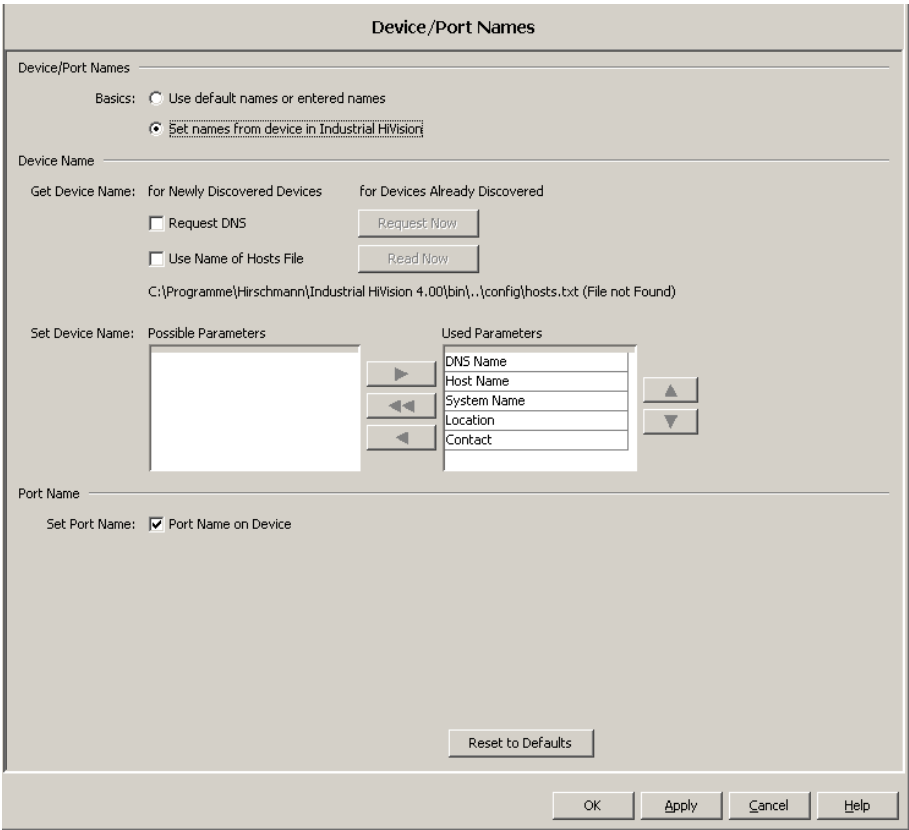 Device/Port Names
Device/Port Names
Basics: Use default names or entered names
Set names from device in Industrial HiVision
Device Name
Get Device Name: for Newly Discovered Devices for Devices Already Discovered
Request DNS Request Now
Use Name of Hosts File Read Now
C:\Programme\Hirschmann\Industrial HiVision 4.00\bin\..\config\hosts.txt (File not Found)
Set Device Name: Possible Parameters Used Parameters
DNS Name
Host Name
System Name
Location
Contact
Port Name
Set Port Name: Port Name on Device
Reset to Defaults
OK Apply Cancel Help